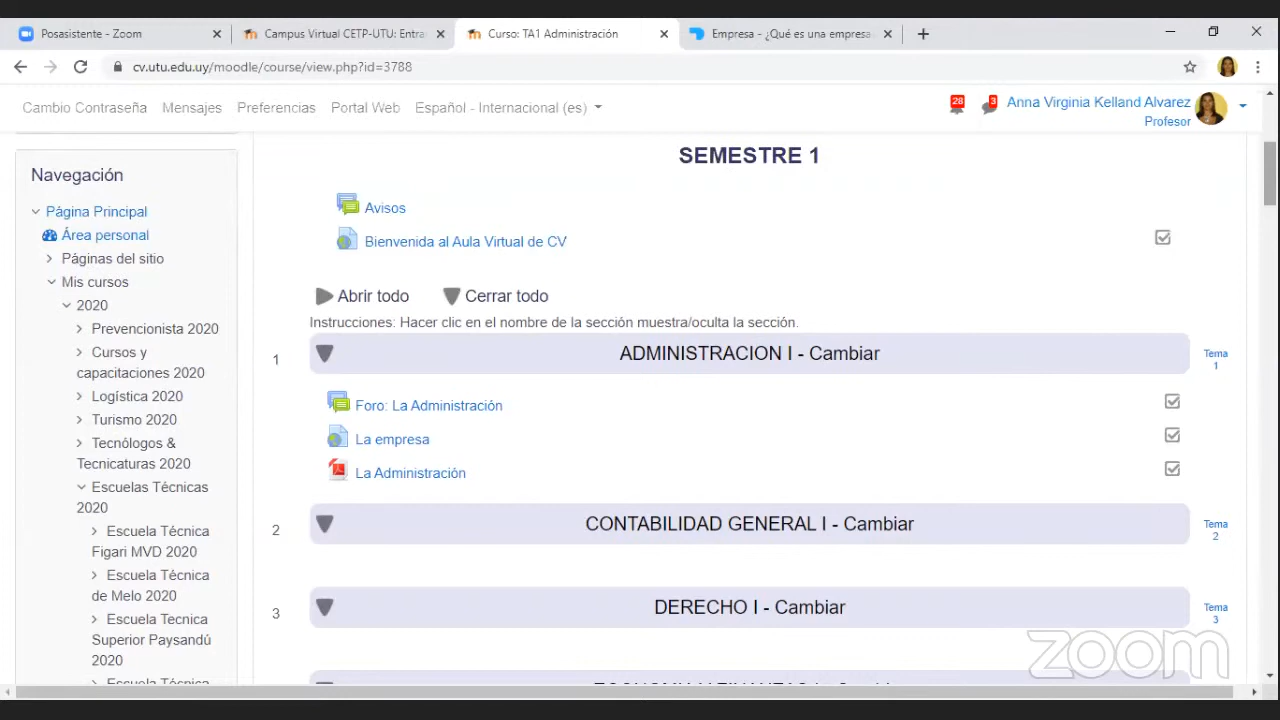 Posasistente - Zoom
Campus Virtual CETP-UTU: Entra
Curso: TA1 Administración
Empresa - ¿Qué es una empresa
cv.utu.edu.uy/moodle/course/view.php?id=3788
Cambio Contraseña Mensajes Preferencias Portal Web Español - Internacional (es)
28
3
Anna Virginia Kelland Alvarez
Profesor
Navegación
Página Principal
Área personal
Páginas del sitio
Mis cursos
2020
Prevencionista 2020
Cursos y
capacitaciones 2020
Logística 2020
Turismo 2020
Tecnólogos &
Tecnicaturas 2020
Escuelas Técnicas
2020
Escuela Técnica
Figari MVD 2020
Escuela Técnica
de Melo 2020
Escuela Tecnica
Superior Paysandú
2020
Escuela Técnica
SEMESTRE 1
Avisos
Bienvenida al Aula Virtual de CV
Abrir todo Cerrar todo
Instrucciones: Hacer clic en el nombre de la sección muestra/oculta la sección.
1
ADMINISTRACION I - Cambiar
Tema
1
Foro: La Administración
La empresa
La Administración
2
CONTABILIDAD GENERAL I - Cambiar
Tema
2
3
DERECHO I - Cambiar
Tema
3
zoom